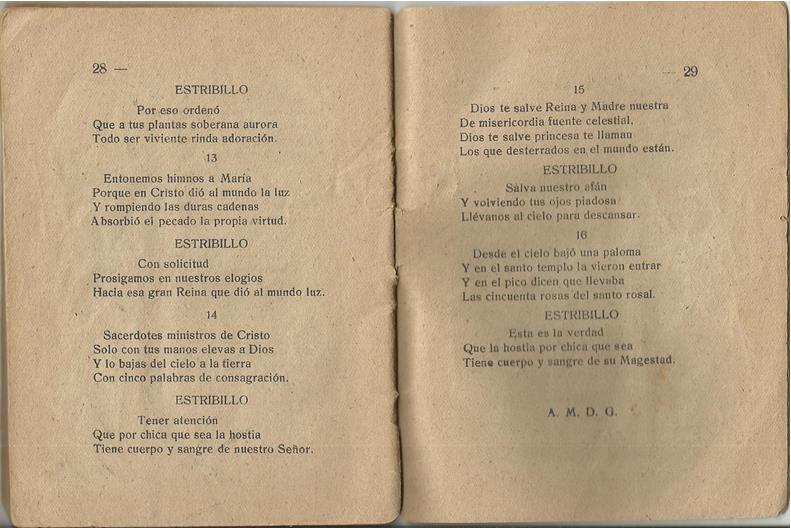 28 —
ESTRIBILLO
Por eso ordenó
Que a tus plantas soberana aurora
Todo ser viviente rinda adoración.
13
Entonemos himnos a María
Porque en Cristo dió al mundo la luz
Y rompiendo las duras cadenas
Absorbió el pecado la propia virtud.
ESTRIBILLO
Con solicitud
Prosigamos en nuestros elogios
Hacia esa gran Reina que dió al mundo luz.
14
Sacerdotes ministros de Cristo
Solo con tus manos elevas a Dios
Y lo bajas del cielo a la tierra
Con cinco palabras de consagración.
ESTRIBILLO
Tener atención
Que por chica que sea la hostia
Tiene cuerpo y sangre de nuestro Señor.
— 29
15
Dios te salve Reina y Madre nuestra
De misericordia fuente celestial,
Dios te salve princesa te llaman
Los que desterrados en el mundo están.
ESTRIBILLO
Salva nuestro afán
Y volviendo tus ojos piadosa
Llévanos al cielo para descansar.
16
Desde el cielo bajó una paloma
Y en el santo templo la vieron entrar
Y en el pico dicen que llevaba
Las cincuenta rosas del santo rosal.
ESTRIBILLO
Esta es la verdad
Que la hostia por chica que sea
Tiene cuerpo y sangre de su Magestad.
A. M. D. G.